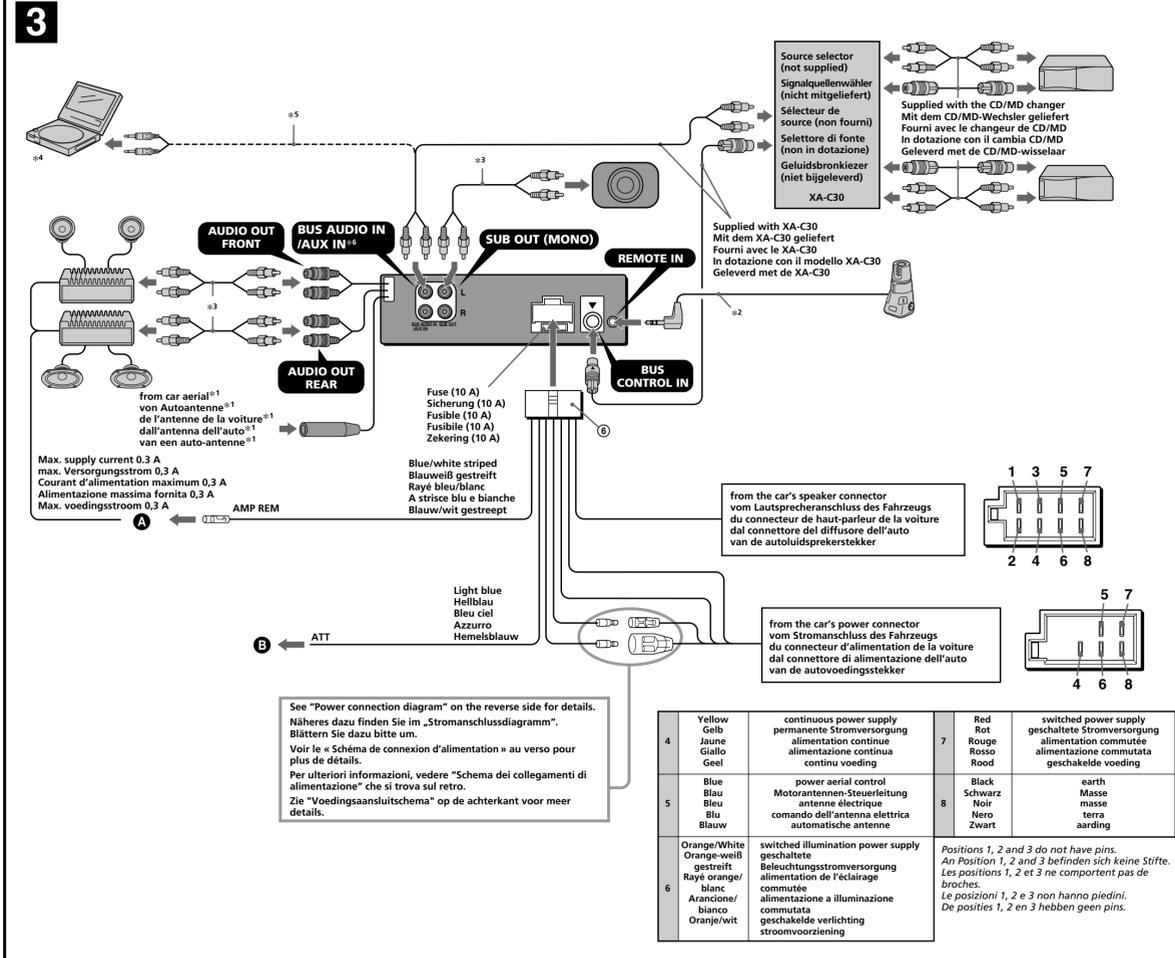 3
Source selector
(not supplied)
Signalquellenwähler
(nicht mitgeliefert)
Sélecteur de
source (non fourni)
Selettore di fonte
(non in dotazione)
Geluidsbronkiezer
(niet bijgeleverd)
XA-C30
Supplied with the CD/MD changer
Mit dem CD/MD-Wechsler geliefert
Fourni avec le changeur de CD/MD
In dotazione con il cambia CD/MD
Geleverd met de CD/MD-wisselaar
*4
*5
*3
Supplied with XA-C30
Mit dem XA-C30 geliefert
Fourni avec le XA-C30
In dotazione con il modello XA-C30
Geleverd met de XA-C30
AUDIO OUT
FRONT
BUS AUDIO IN
/AUX IN*6
SUB OUT (MONO)
REMOTE IN
*2
*3
L
R
BUS AUDIO IN SUB OUT
/AUX IN
AUDIO OUT
REAR
BUS
CONTROL IN
from car aerial*1
von Autoantenne*1
de l'antenne de la voiture*1
dall'antenna dell'auto*1
van een auto-antenne*1
Fuse (10 A)
Sicherung (10 A)
Fusible (10 A)
Fusibile (10 A)
Zekering (10 A)
6
Max. supply current 0.3 A
max. Versorgungsstrom 0,3 A
Courant d'alimentation maximum 0,3 A
Alimentazione massima fornita 0,3 A
Max. voedingsstroom 0,3 A
Blue/white striped
Blauweiß gestreift
Rayé bleu/blanc
A strisce blu e bianche
Blauw/wit gestreept
A
AMP REM
from the car's speaker connector
vom Lautsprecheranschluss des Fahrzeugs
du connecteur de haut-parleur de la voiture
dal connettore del diffusore dell'auto
van de autoluidsprekerstekker
1 3 5 7
2 4 6 8
Light blue
Hellblau
Bleu ciel
Azzurro
Hemelsblauw
B
ATT
from the car's power connector
vom Stromanschluss des Fahrzeugs
du connecteur d'alimentation de la voiture
dal connettore di alimentazione dell'auto
van de autovoedingsstekker
5 7
4 6 8
See "Power connection diagram" on the reverse side for details.
Näheres dazu finden Sie im „Stromanschlussdiagramm".
Blättern Sie dazu bitte um.
Voir le « Schéma de connexion d'alimentation » au verso pour
plus de détails.
Per ulteriori informazioni, vedere "Schema dei collegamenti di
alimentazione" che si trova sul retro.
Zie "Voedingsaansluitschema" op de achterkant voor meer
details.
4
Yellow continuous power supply
Gelb permanente Stromversorgung
Jaune alimentation continue
Giallo alimentazione continua
Geel continu voeding
7
Red switched power supply
Rot geschaltete Stromversorgung
Rouge alimentation commutée
Rosso alimentazione commutata
Rood geschakelde voeding
5
Blue power aerial control
Blau Motorantennen-Steuerleitung
Bleu antenne électrique
Blu comando dell'antenna elettrica
Blauw automatische antenne
8
Black earth
Schwarz Masse
Noir masse
Nero terra
Zwart aarding
6
Orange/White
Orange-weiß
gestreift
Rayé orange/
blanc
Arancione/
bianco
Oranje/wit
switched illumination power supply
geschaltete
Beleuchtungsstromversorgung
alimentation de l'éclairage
commutée
alimentazione a illuminazione
commutata
geschakelde verlichting
stroomvoorziening
Positions 1, 2 and 3 do not have pins.
An Position 1, 2 and 3 befinden sich keine Stifte.
Les positions 1, 2 et 3 ne comportent pas de
broches.
Le posizioni 1, 2 e 3 non hanno piedini.
De posities 1, 2 en 3 hebben geen pins.